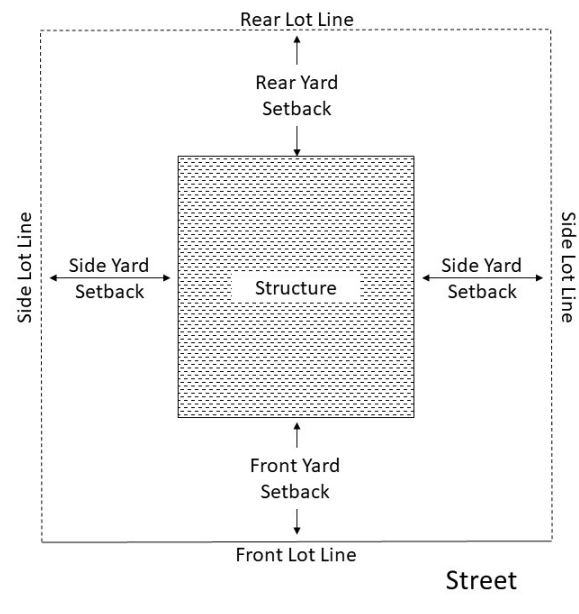 Rear Lot Line
Rear Yard
Setback
Side Lot Line
Side Yard
Setback
Structure
Side Yard
Setback
Side Lot Line
Front Yard
Setback
Front Lot Line
Street